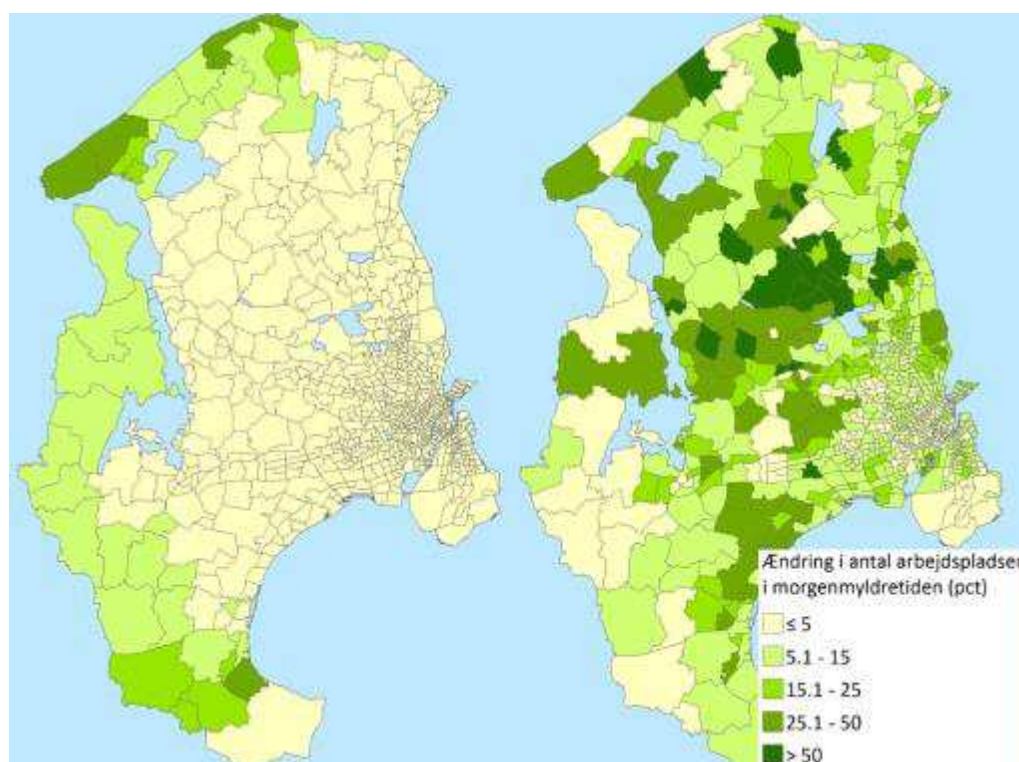 Ændring i antal arbejdspladser
i morgenmyldretiden (pct)
≤ 5
5.1 - 15
15.1 - 25
25.1 - 50
> 50